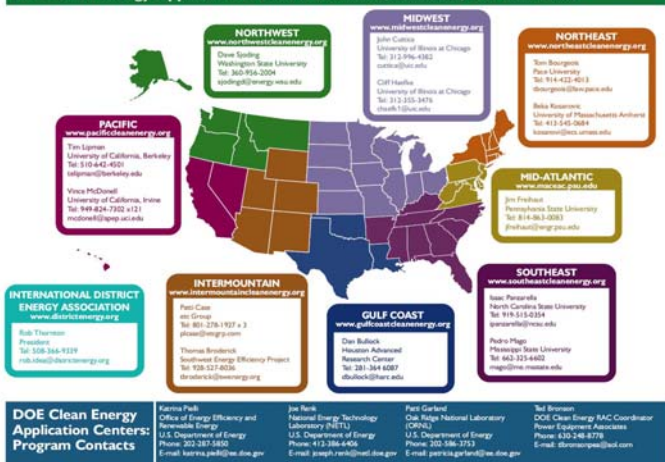 NORTHWEST
www.northwestcleanenergy.org
Dave Sjoding
Washington State University
Tel: 360-956-2004
sjodingd@energy.wsu.edu
MIDWEST
www.midwestcleanenergy.org
John Cuttica
University of Illinois at Chicago
Tel: 312-996-4382
cuttica@uic.edu
Cliff Haefke
University of Illinois at Chicago
Tel: 312-355-3476
chaefk1@uic.edu
NORTHEAST
www.northeastcleanenergy.org
Tom Bourgeois
Pace University
Tel: 914-422-4013
tbourgeois@law.pace.edu
Beka Kosanovic
University of Massachusetts Amherst
Tel: 413-545-0684
kosanovi@ecs.umass.edu
PACIFIC
www.pacificcleanenergy.org
Tim Lipman
University of California, Berkeley
Tel: 510-642-4501
telipman@berkeley.edu
Vince McDonell
University of California, Irvine
Tel: 949-824-7302 x121
mcdonell@apep.uci.edu
MID-ATLANTIC
www.maceac.psu.edu
Jim Freihaut
Pennsylvania State University
Tel: 814-863-0083
jfreihaut@engr.psu.edu
INTERNATIONAL DISTRICT
ENERGY ASSOCIATION
www.districtenergy.org
Rob Thornton
President
Tel: 508-366-9339
rob.idea@districtenergy.org
INTERMOUNTAIN
www.intermountaincleanenergy.org
Patti Case
etc Group
Tel: 801-278-1927 x 3
plcase@etcgrp.com
Thomas Broderick
Southwest Energy Efficiency Project
Tel: 928-527-8036
tbroderick@swenergy.org
GULF COAST
www.gulfcoastcleanenergy.org
Dan Bullock
Houston Advanced
Research Center
Tel: 281-364 6087
dbullock@harc.edu
SOUTHEAST
www.southeastcleanenergy.org
Isaac Panzarella
North Carolina State University
Tel: 919-515-0354
ipanzarella@ncsu.edu
Pedro Mago
Mississippi State University
Tel: 662-325-6602
mago@me.msstate.edu
DOE Clean Energy
Application Centers:
Program Contacts
Katrina Pielli
Office of Energy Efficiency and
Renewable Energy
U.S. Department of Energy
Phone: 202-287-5850
E-mail: katrina.pielli@ee.doe.gov
Joe Renk
National Energy Technology
Laboratory (NETL)
U.S. Department of Energy
Phone: 412-386-6406
E-mail: joseph.renk@netl.doe.gov
Patti Garland
Oak Ridge National Laboratory
(ORNL)
U.S. Department of Energy
Phone: 202-586-3753
E-mail: patricia.garland@ee.doe.gov
Ted Bronson
DOE Clean Energy RAC Coordinator
Power Equipment Associates
Phone: 630-248-8778
E-mail: tlbronsonpea@aol.com